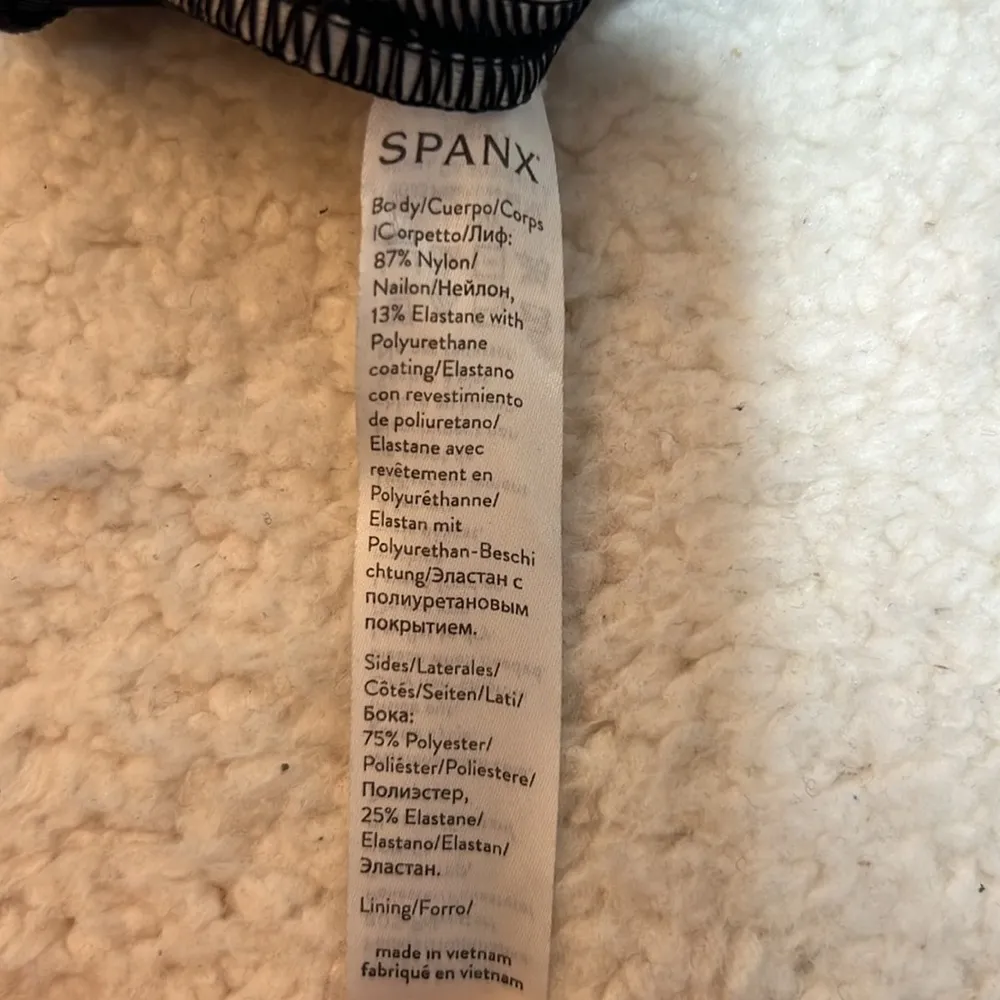 SPANX
Body/Cuerpo/Corps
/Corpetto/Лиф:
87% Nylon/
Nailon/Нейлон,
13% Elastane with
Polyurethane
coating/Elastano
con revestimiento
de poliuretano/
Elastane avec
revêtement en
Polyuréthanne/
Elastan mit
Polyurethan-Beschi
chtung/Эластан с
полиуретановым
покрытием.
Sides/Laterales/
Côtés/Seiten/Lati/
Бока:
75% Polyester/
Poliéster/Poliestere/
Полиэстер,
25% Elastane/
Elastano/Elastan/
Эластан.
Lining/Forro/
made in vietnam
fabriqué en vietnam